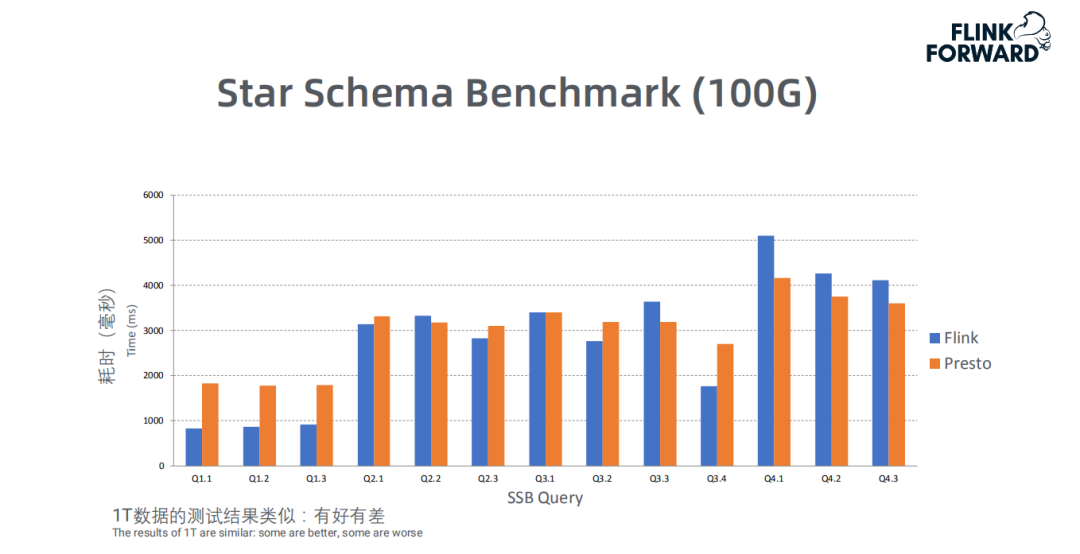 FLINK
FORWARD
Star Schema Benchmark (100G)
6000
5000
4000
3000
2000
1000
0
耗时（毫秒）
Time (ms)
Q1.1 Q1.2 Q1.3 Q2.1 Q2.2 Q2.3 Q3.1 Q3.2 Q3.3 Q3.4 Q4.1 Q4.2 Q4.3
SSB Query
Flink
Presto
1T数据的测试结果类似：有好有差
The results of 1T are similar: some are better, some are worse